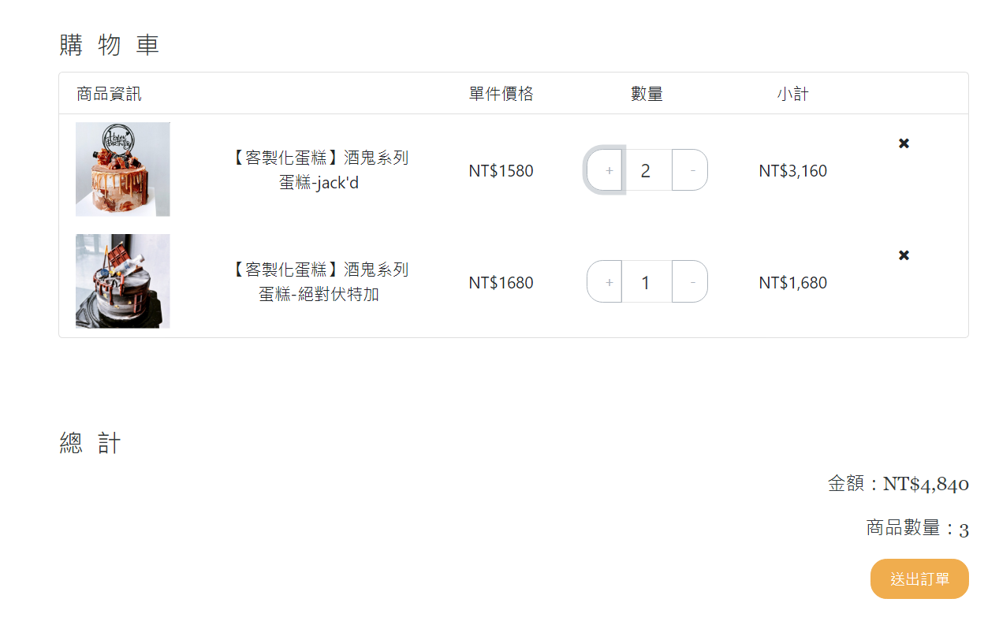 購 物 車
商品資訊 單件價格 數量 小計
Happy
Birthday
【客製化蛋糕】酒鬼系列
蛋糕-jack'd
NT$1580 + 2 - NT$3,160 ✖
【客製化蛋糕】酒鬼系列
蛋糕-絕對伏特加
NT$1680 + 1 - NT$1,680 ✖
總 計
金額：NT$4,840
商品數量：3
送出訂單